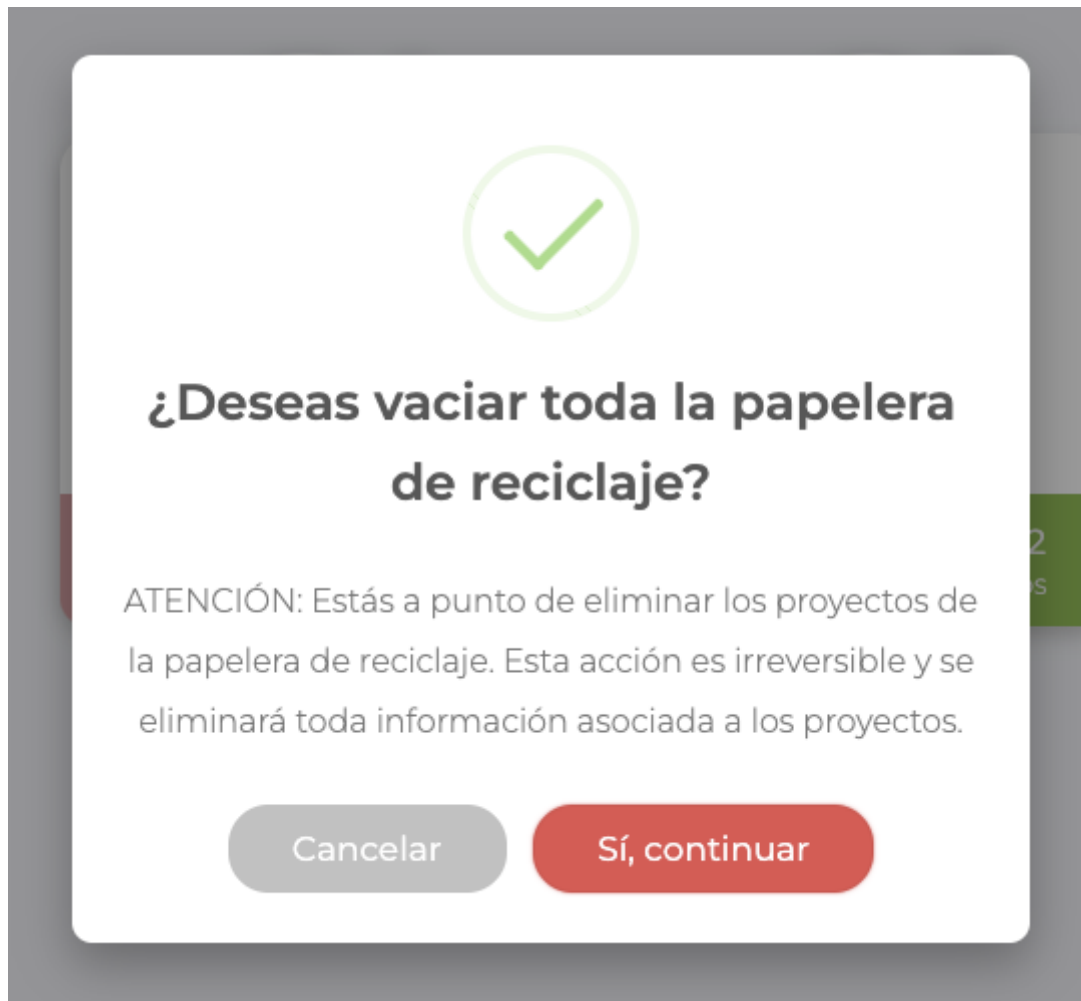 ¿Deseas vaciar toda la papelera
de reciclaje?
ATENCIÓN: Estás a punto de eliminar los proyectos de
la papelera de reciclaje. Esta acción es irreversible y se
eliminará toda información asociada a los proyectos.
Cancelar
Sí, continuar
2